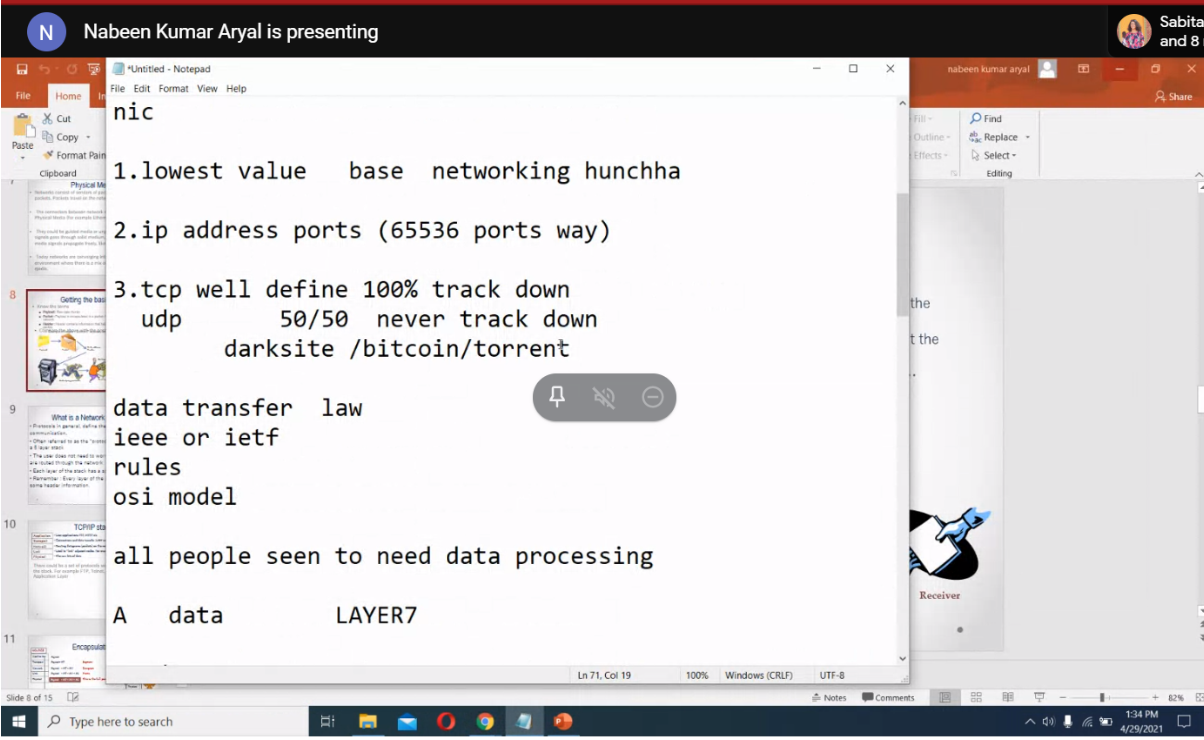 N
Nabeen Kumar Aryal is presenting
Sabita
and 8
*Untitled - Notepad
nabeen kumar aryal
File Home
File Edit Format View Help
Share
Cut
Copy
Format Pain
Paste
Clipboard
Fill
Outline
Effects
Find
Replace
Select
Editing
nic
1.lowest value base networking hunchha
2.ip address ports (65536 ports way)
3.tcp well define 100% track down
udp 50/50 never track down
darksite /bitcoin/torrent
data transfer law
ieee or ietf
rules
osi model
all people seen to need data processing
A data LAYER7
Physical Me
8
Getting the bas
9
What is a Network
10
TCP/IP sta
11
Encapsulat
the
t the
Receiver
Ln 71, Col 19
100%
Windows (CRLF)
UTF-8
Slide 8 of 15
Notes
Comments
82%
Type here to search
1:34 PM
4/29/2021